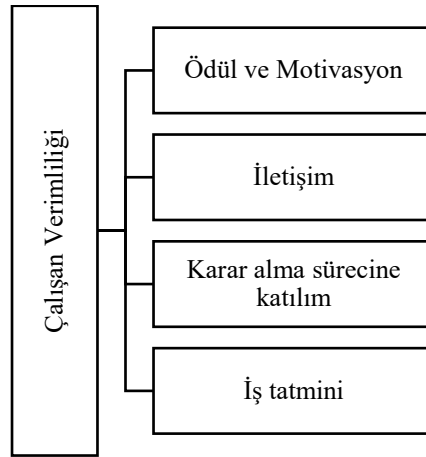 Çalışan Verimliliği
Ödül ve Motivasyon
İletişim
Karar alma sürecine
katılım
İş tatmini